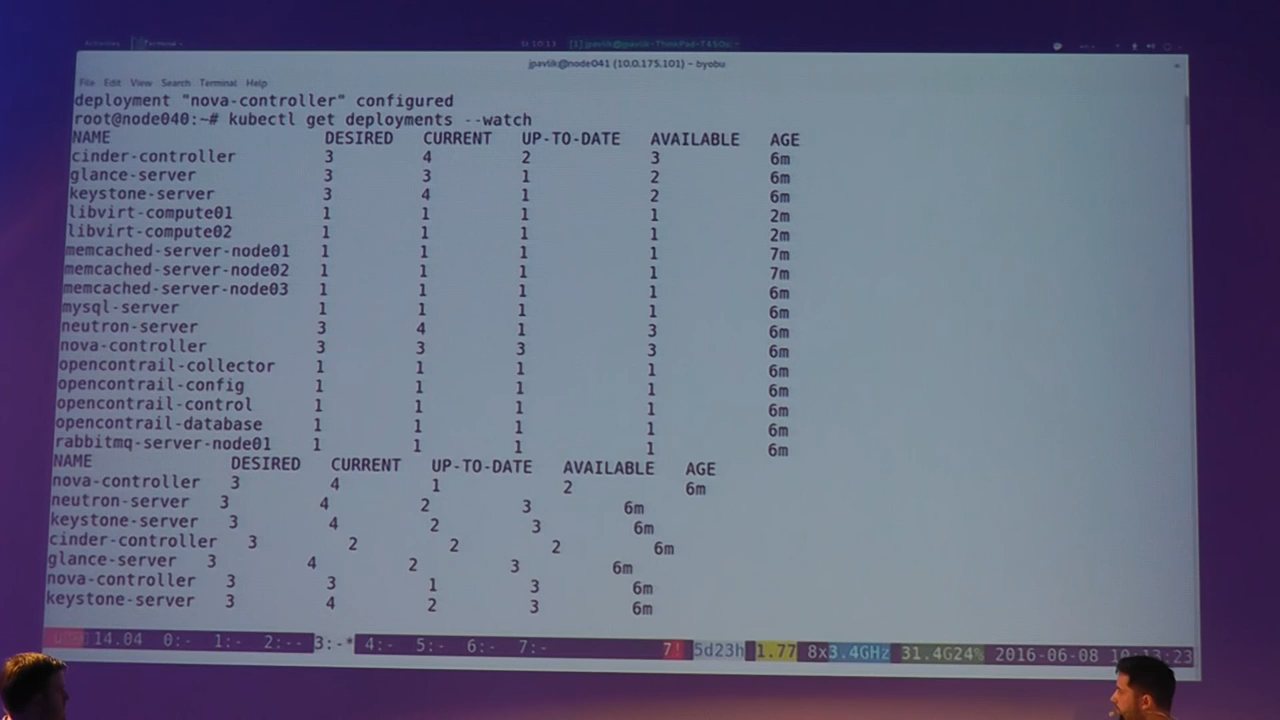 [1] jpavlik@jpavlik-ThinkPad-T450s: ~
jpavlik@node041 (10.0.175.101) - byobu
File Edit View Search Terminal Help
deployment "nova-controller" configured
root@node040:~# kubectl get deployments --watch
NAME DESIRED CURRENT UP-TO-DATE AVAILABLE AGE
cinder-controller 3 4 2 3 6m
glance-server 3 3 1 2 6m
keystone-server 3 4 1 2 6m
libvirt-compute01 1 1 1 1 2m
libvirt-compute02 1 1 1 1 2m
memcached-server-node01 1 1 1 1 7m
memcached-server-node02 1 1 1 1 7m
memcached-server-node03 1 1 1 1 6m
mysql-server 1 1 1 1 6m
neutron-server 3 4 1 3 6m
nova-controller 3 3 3 3 6m
opencontrail-collector 1 1 1 1 6m
opencontrail-config 1 1 1 1 6m
opencontrail-control 1 1 1 1 6m
opencontrail-database 1 1 1 1 6m
rabbitmq-server-node01 1 1 1 1 6m
NAME DESIRED CURRENT UP-TO-DATE AVAILABLE AGE
nova-controller 3 4 1 2 6m
neutron-server 3 4 2 3 6m
keystone-server 3 4 2 3 6m
cinder-controller 3 2 2 2 6m
glance-server 3 4 2 3 6m
nova-controller 3 3 1 3 6m
keystone-server 3 4 2 3 6m
14.04 0:- 1:- 2:-- 3:-* 4:- 5:- 6:- 7:- 7! 5d23h 1.77 8x3.4GHz 31.4G24% 2016-06-08 10:13:23